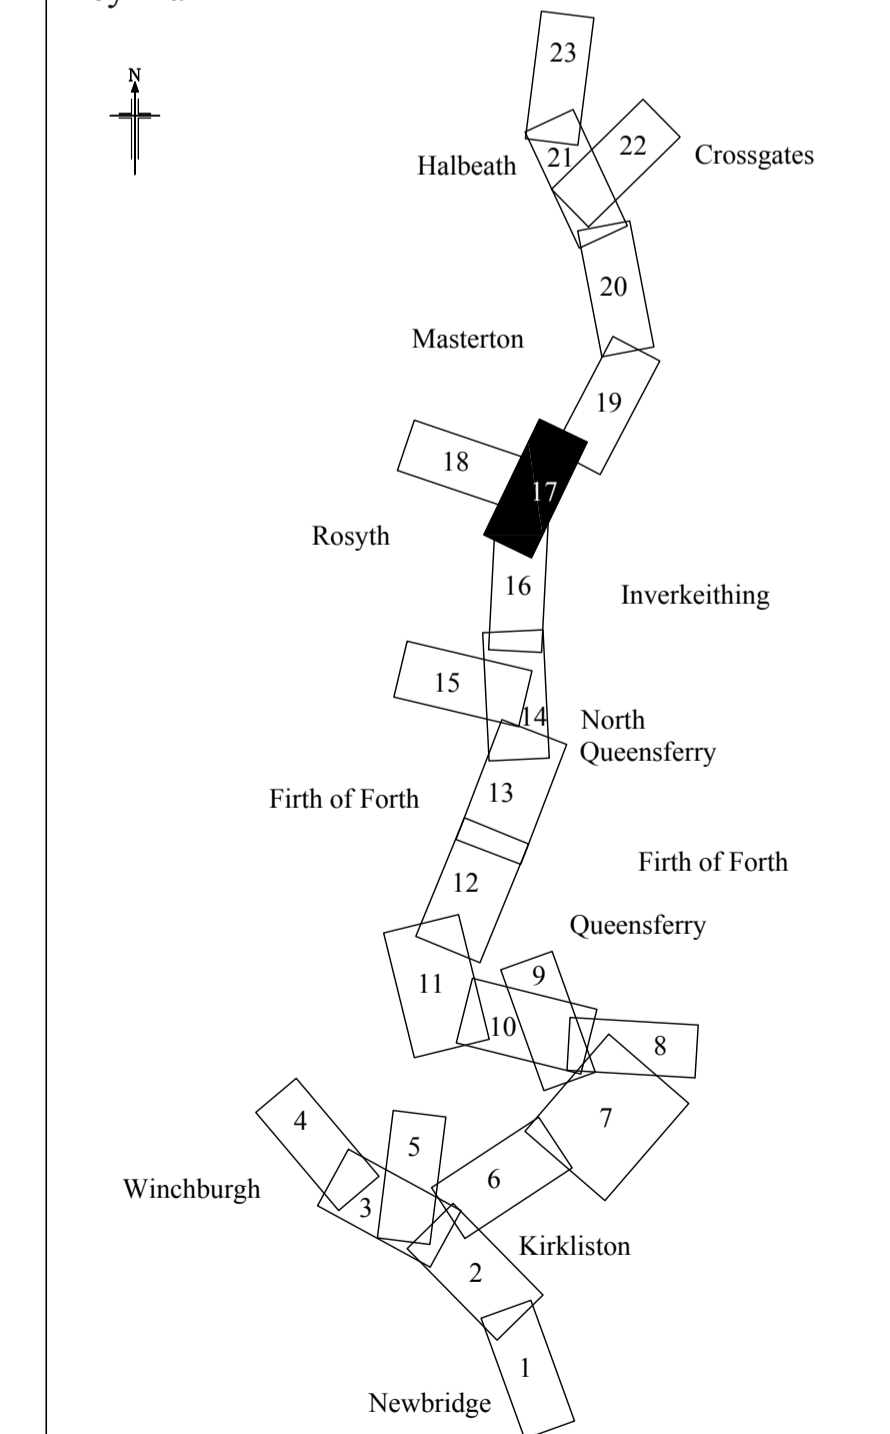 N
23
22
21
Crossgates
Halbeath
20
Masterton
19
18
17
Rosyth
16
Inverkeithing
15
14
North
Queensferry
13
Firth of Forth
Firth of Forth
12
Queensferry
9
11
10
8
7
4
5
6
Winchburgh
3
Kirkliston
2
1
Newbridge